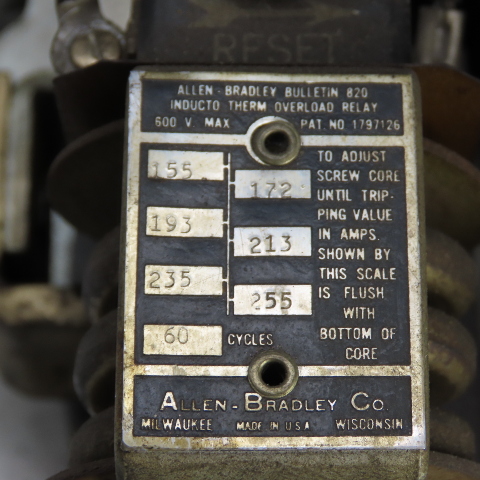 RESET
ALLEN-BRADLEY BULLETIN 820
INDUCTO THERM OVERLOAD RELAY
600 V. MAX PAT. NO. 1797126
155
172
193
213
235
255
60 CYCLES
TO ADJUST
SCREW CORE
UNTIL TRIP-
PING VALUE
IN AMPS.
SHOWN BY
THIS SCALE
IS FLUSH
WITH
BOTTOM OF
CORE
ALLEN-BRADLEY CO.
MILWAUKEE MADE IN U.S.A. WISCONSIN